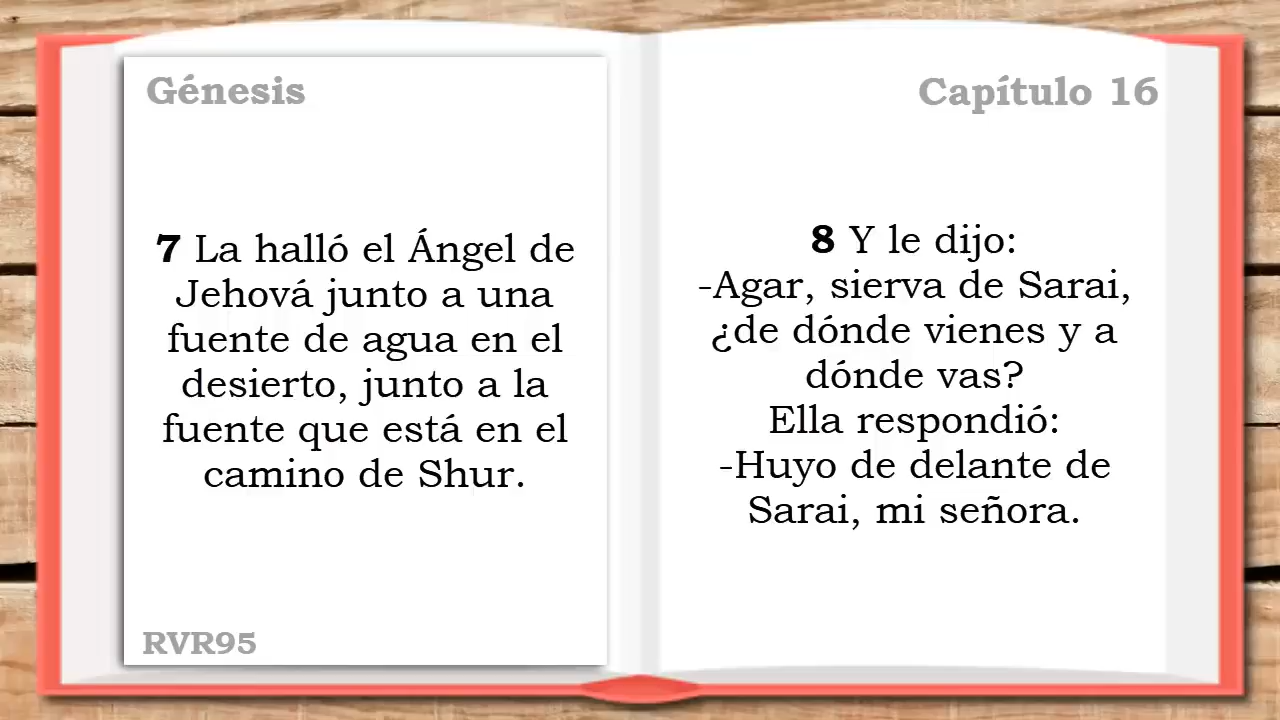 Génesis
7 La halló el Ángel de
Jehová junto a una
fuente de agua en el
desierto, junto a la
fuente que está en el
camino de Shur.
RVR95
Capítulo 16
8 Y le dijo:
-Agar, sierva de Sarai,
¿de dónde vienes y a
dónde vas?
Ella respondió:
-Huyo de delante de
Sarai, mi señora.